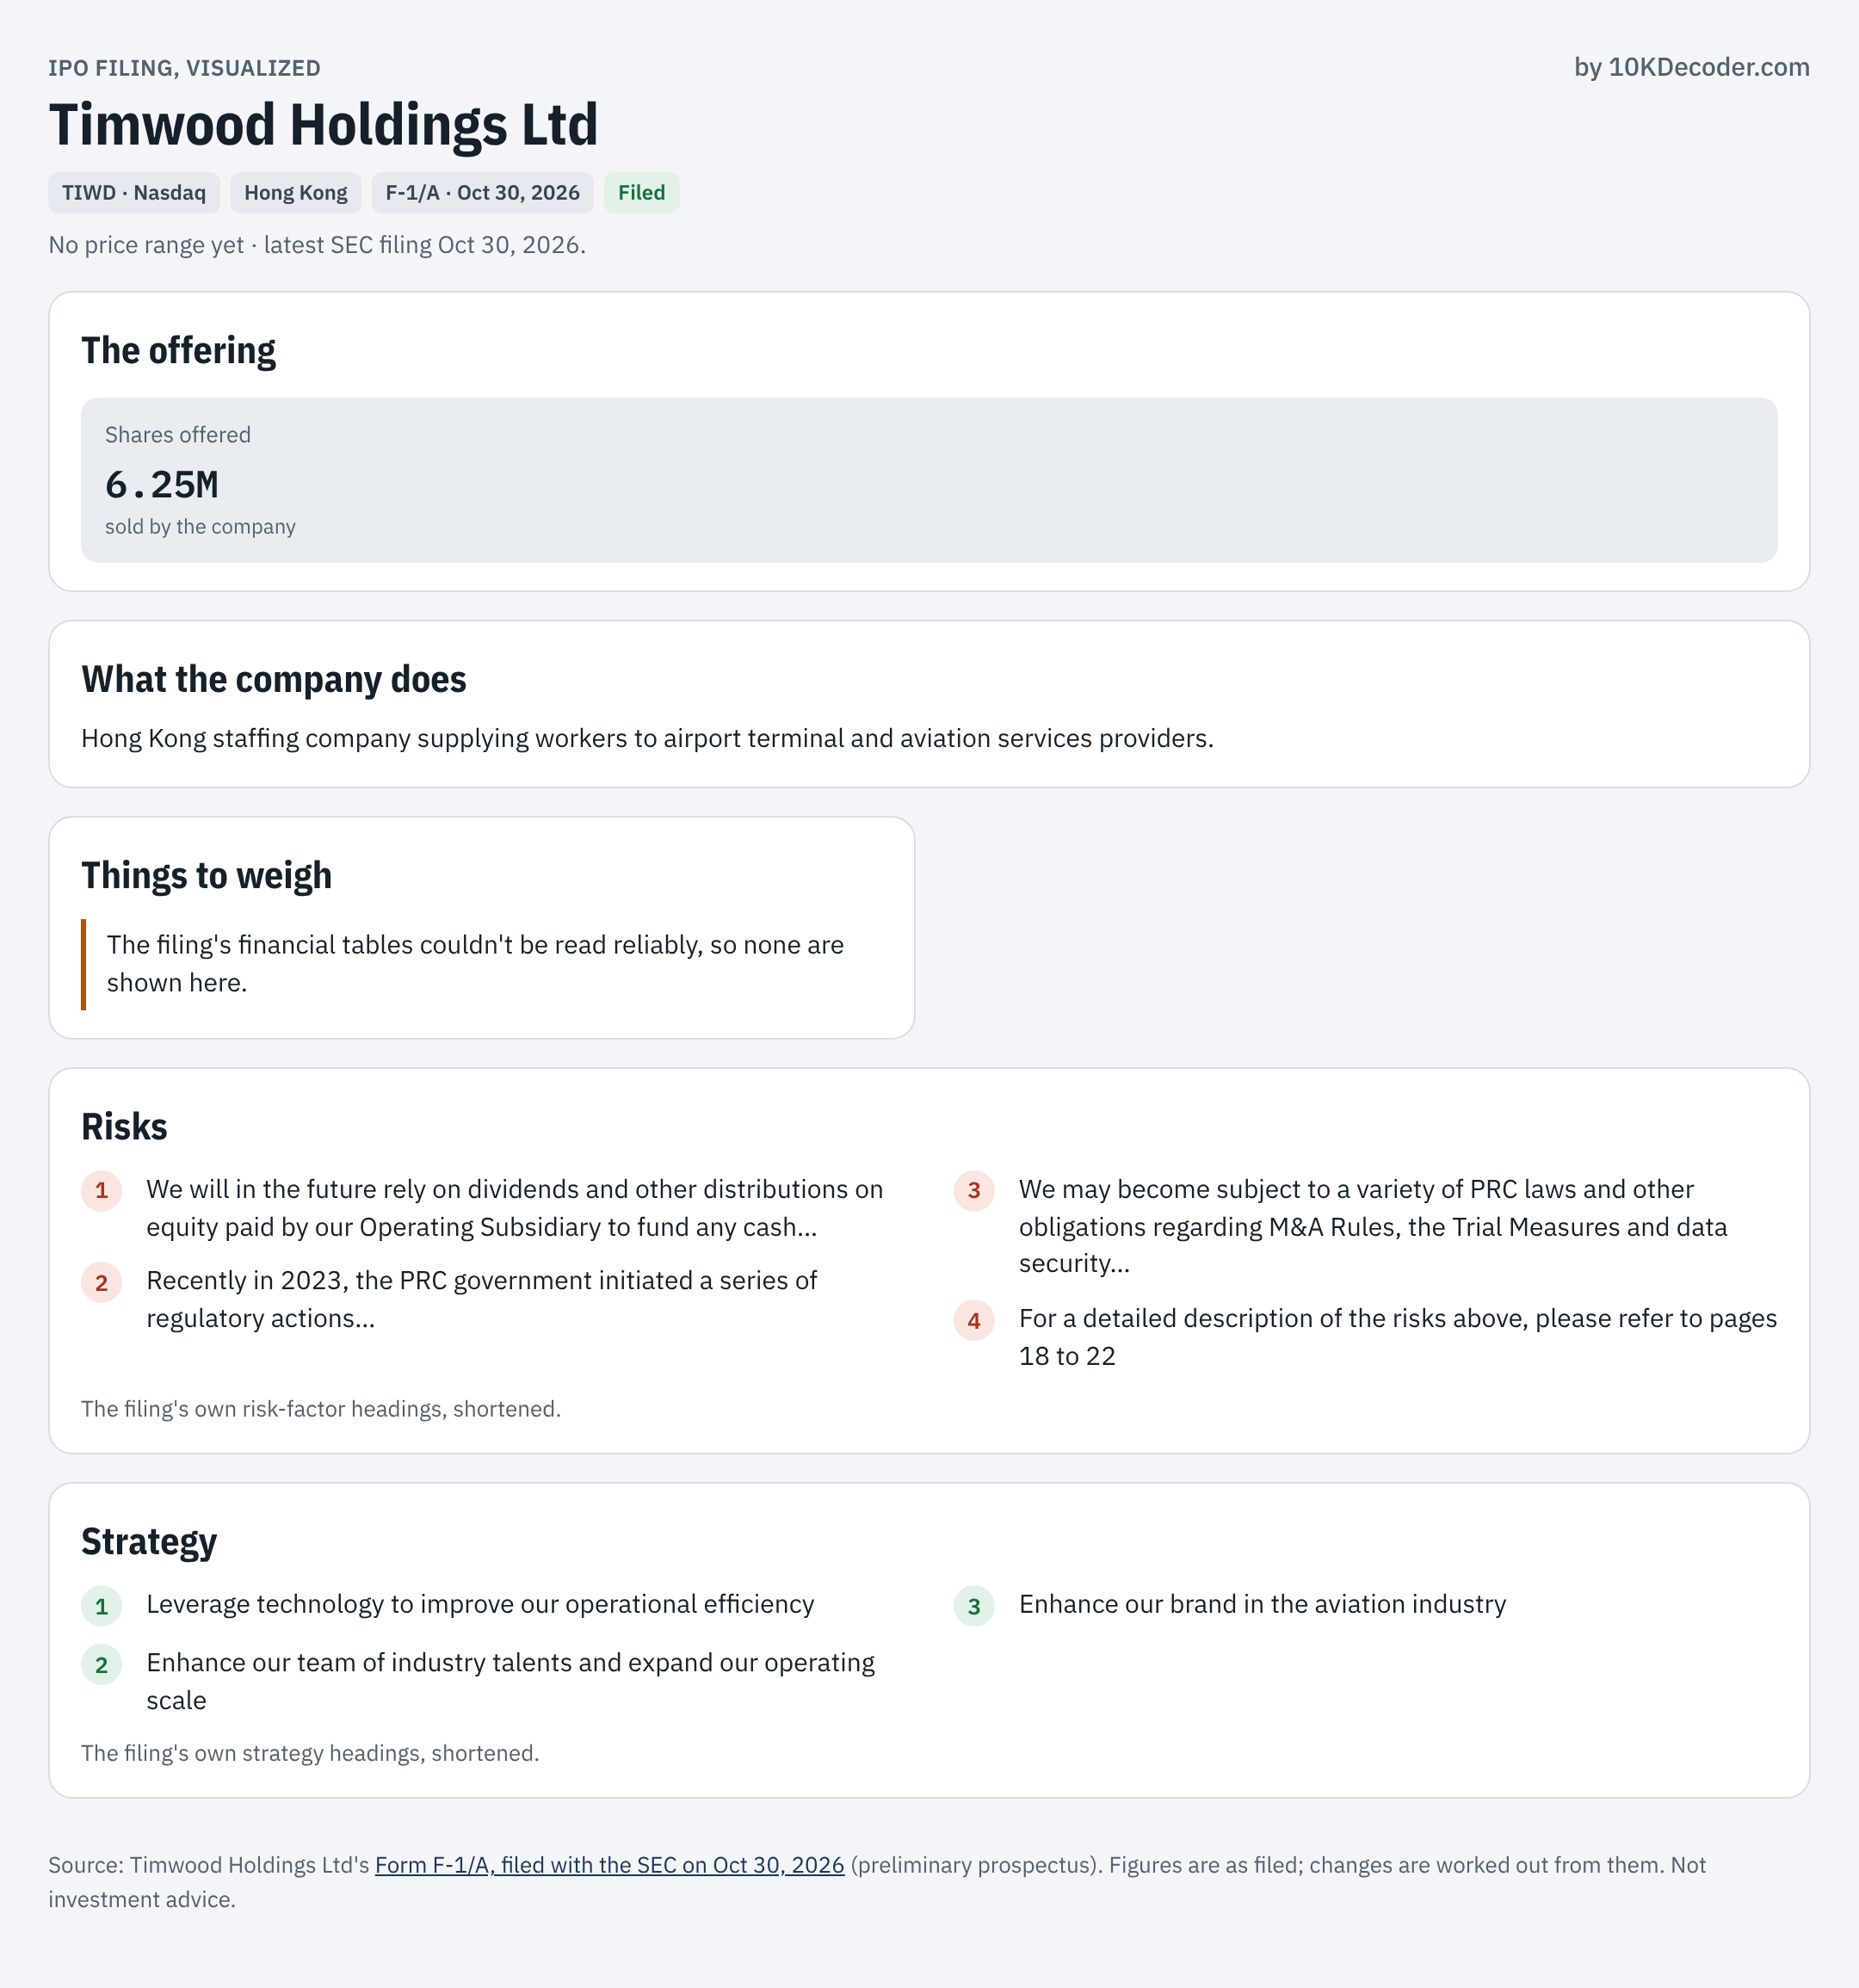 IPO FILING, VISUALIZED
by 10KDecoder.com
Timwood Holdings Ltd
TIWD · Nasdaq
Hong Kong
F-1/A · Oct 30, 2026
Filed
No price range yet · latest SEC filing Oct 30, 2026.
The offering
Shares offered
6.25M
sold by the company
What the company does
Hong Kong staffing company supplying workers to airport terminal and aviation services providers.
Things to weigh
The filing's financial tables couldn't be read reliably, so none are
shown here.
Risks
1 We will in the future rely on dividends and other distributions on
equity paid by our Operating Subsidiary to fund any cash…
2 Recently in 2023, the PRC government initiated a series of
regulatory actions…
3 We may become subject to a variety of PRC laws and other
obligations regarding M&A Rules, the Trial Measures and data
security…
4 For a detailed description of the risks above, please refer to pages
18 to 22
The filing's own risk-factor headings, shortened.
Strategy
1 Leverage technology to improve our operational efficiency
2 Enhance our team of industry talents and expand our operating
scale
3 Enhance our brand in the aviation industry
The filing's own strategy headings, shortened.
Source: Timwood Holdings Ltd's Form F-1/A, filed with the SEC on Oct 30, 2026 (preliminary prospectus). Figures are as filed; changes are worked out from them. Not
investment advice.